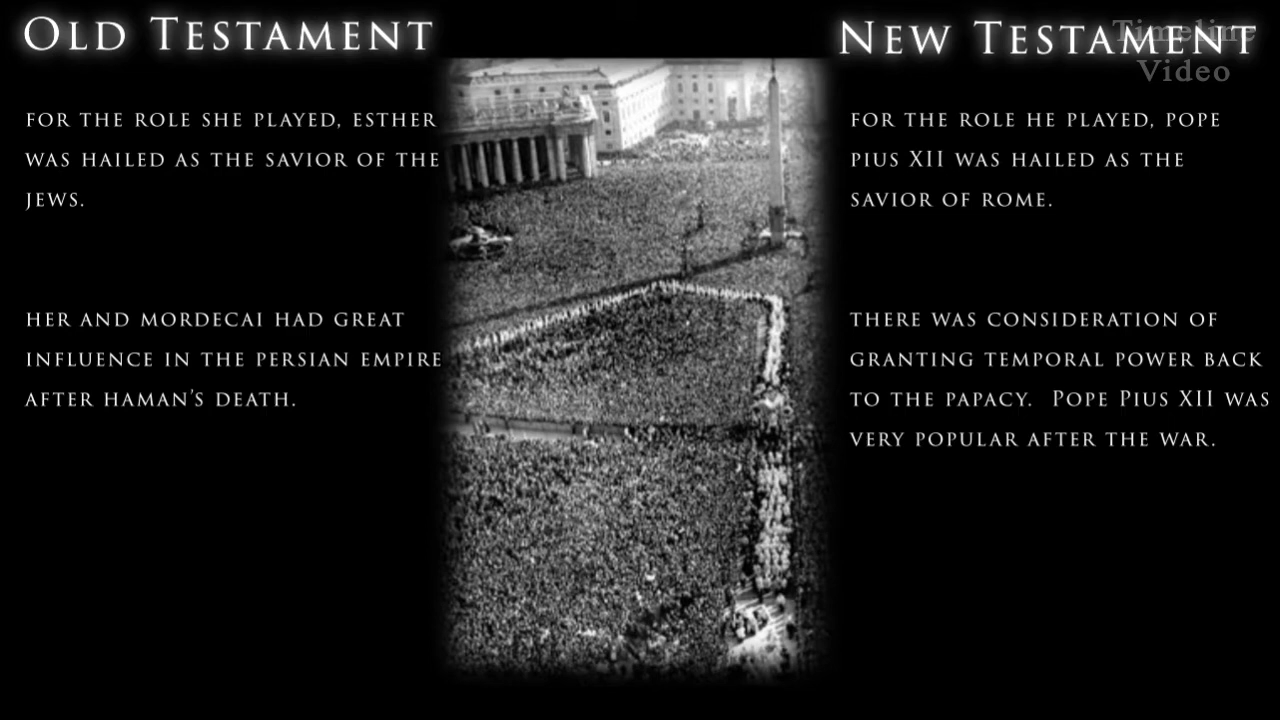 Old Testament
for the role she played, Esther
was hailed as the savior of the
Jews.
Her and Mordecai had great
influence in the Persian Empire
after Haman's death.
New Testament
Timeline
Video
for the role he played, Pope
Pius XII was hailed as the
savior of Rome.
There was consideration of
granting temporal power back
to the papacy. Pope Pius XII was
very popular after the war.